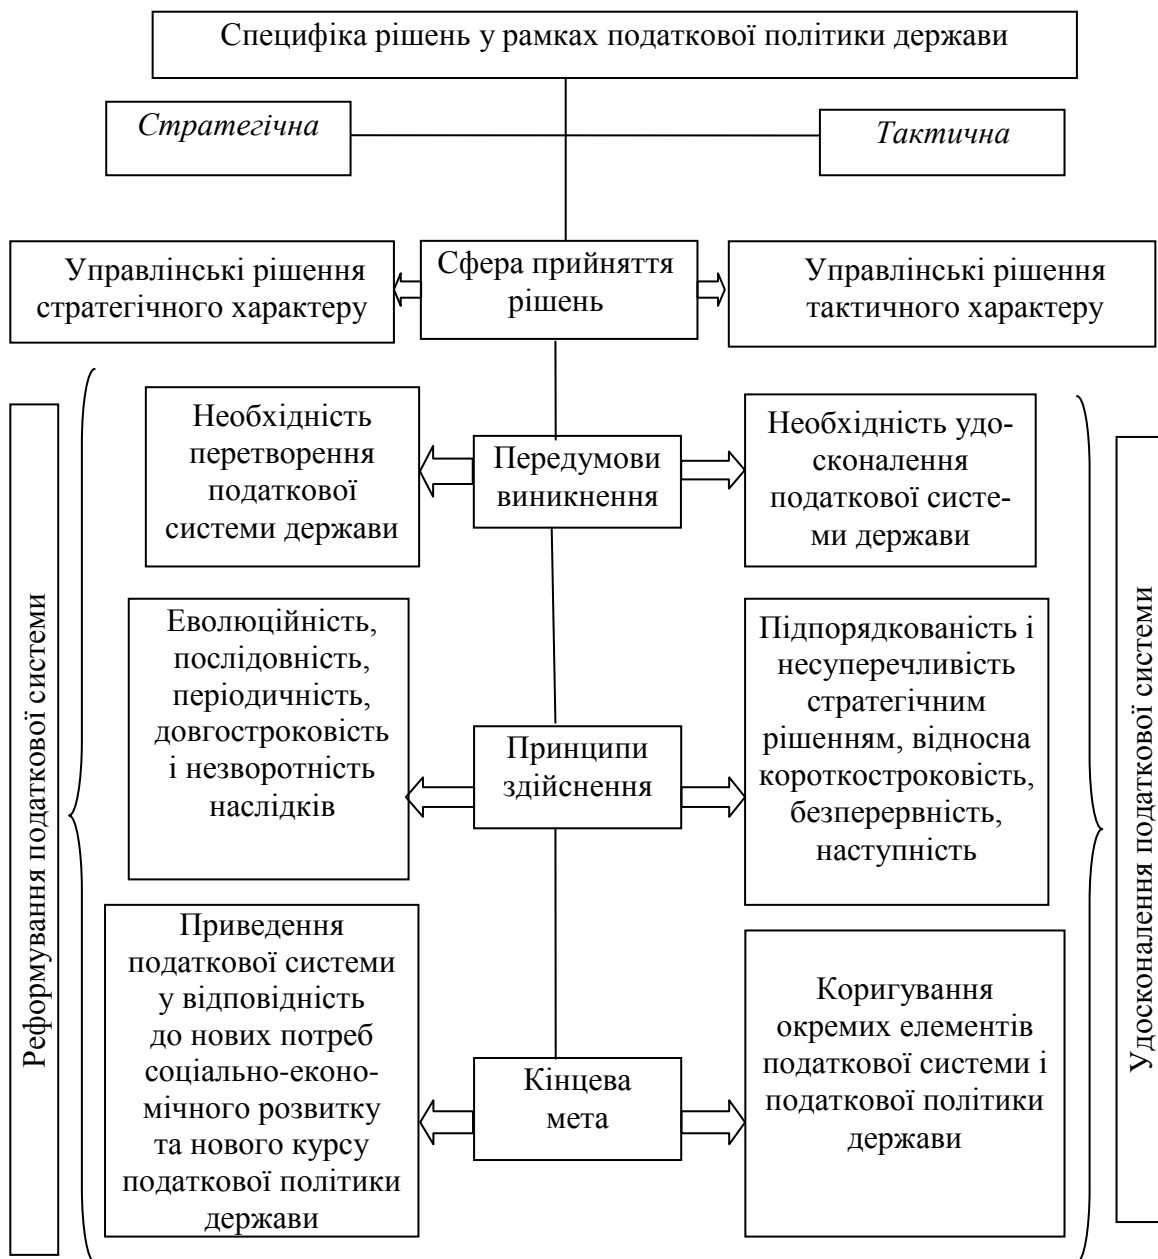 Специфіка рішень у рамках податкової політики держави
Стратегічна
Тактична
Управлінські рішення
стратегічного характеру
Сфера прийняття
рішень
Управлінські рішення
тактичного характеру
Реформування податкової системи
Необхідність
перетворення
податкової
системи держави
Передумови
виникнення
Необхідність удо-
сконалення
податкової систе-
ми держави
Еволюційність,
послідовність,
періодичність,
довгостроковість
і незворотність
наслідків
Принципи
здійснення
Підпорядкованість і
несуперечливість
стратегічним
рішенням, відносна
короткостроковість,
безперервність,
наступність
Приведення
податкової системи
у відповідність
до нових потреб
соціально-еконо-
мічного розвитку
та нового курсу
податкової політики
держави
Кінцева
мета
Коригування
окремих елементів
податкової системи і
податкової політики
держави
Удосконалення податкової системи